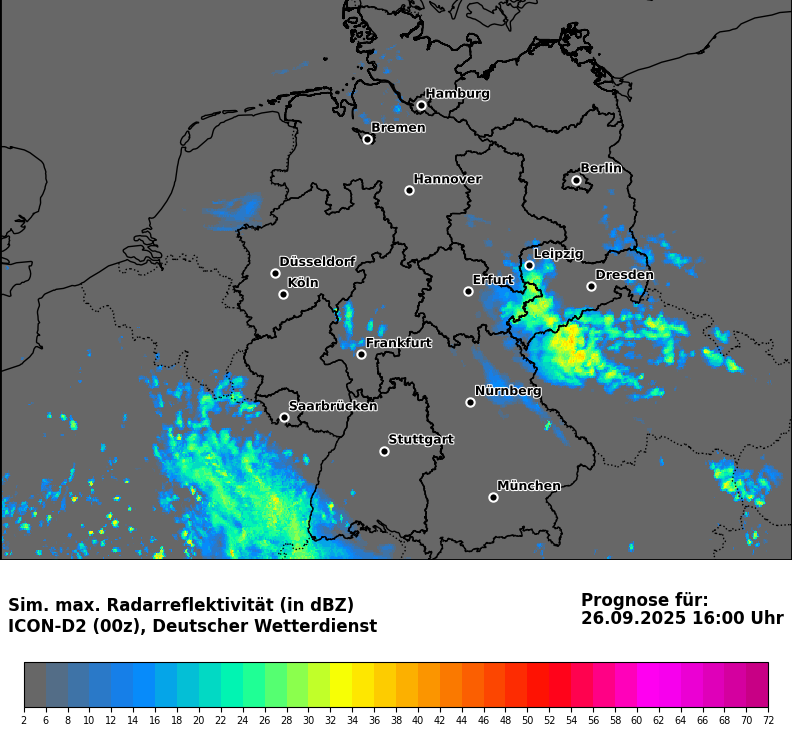 Hamburg
Bremen
Berlin
Hannover
Leipzig
Düsseldorf
Dresden
Erfurt
Köln
Frankfurt
Nürnberg
Saarbrücken
Stuttgart
München
Sim. max. Radarreflektivität (in dBZ)
ICON-D2 (00z), Deutscher Wetterdienst
Prognose für:
26.09.2025 16:00 Uhr
2 6 8 10 12 14 16 18 20 22 24 26 28 30 32 34 36 38 40 42 44 46 48 50 52 54 56 58 60 62 64 66 68 70 72